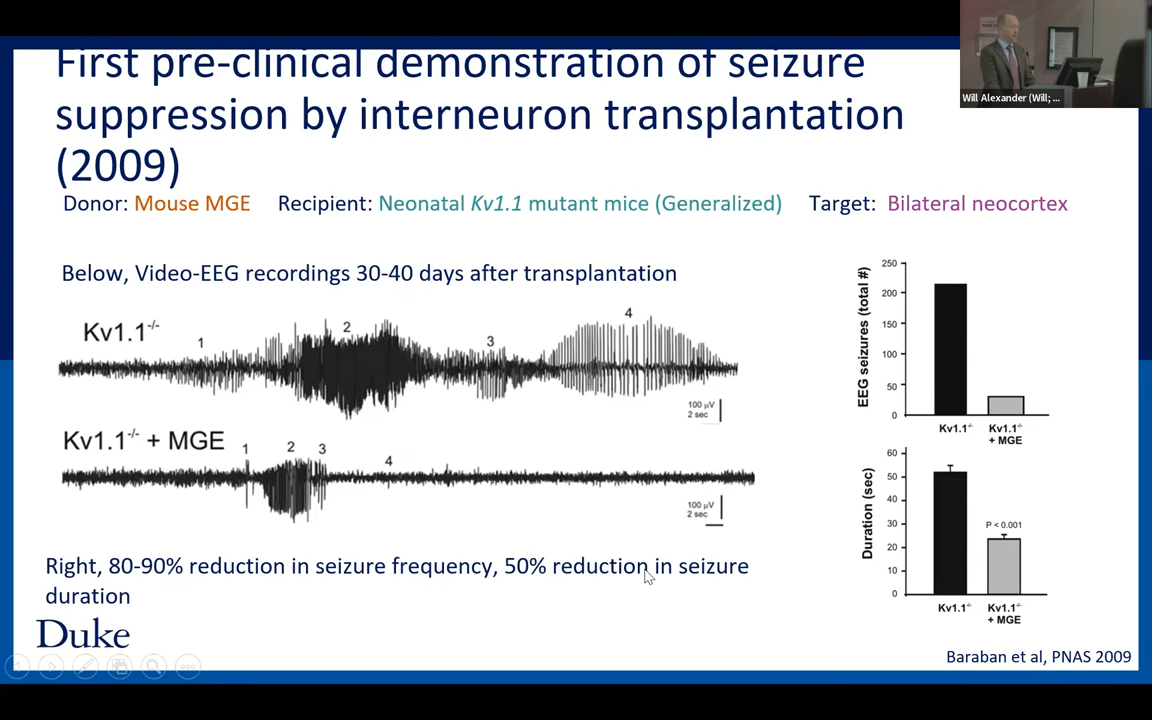 First pre-clinical demonstration of seizure
suppression by interneuron transplantation
(2009)
Will Alexander (Will; ...
Donor: Mouse MGE Recipient: Neonatal Kv1.1 mutant mice (Generalized) Target: Bilateral neocortex
Below, Video-EEG recordings 30-40 days after transplantation
Kv1.1-/-
1
2
3
4
100 µV
2 sec
Kv1.1-/- + MGE
1
2
3
4
100 µV
2 sec
EEG seizures (total #)
250
200
150
100
50
0
Kv1.1-/-
Kv1.1-/-
+ MGE
Duration (sec)
60
50
40
30
20
10
0
P < 0.001
Kv1.1-/-
Kv1.1-/-
+ MGE
Right, 80-90% reduction in seizure frequency, 50% reduction in seizure
duration
Duke
Baraban et al, PNAS 2009